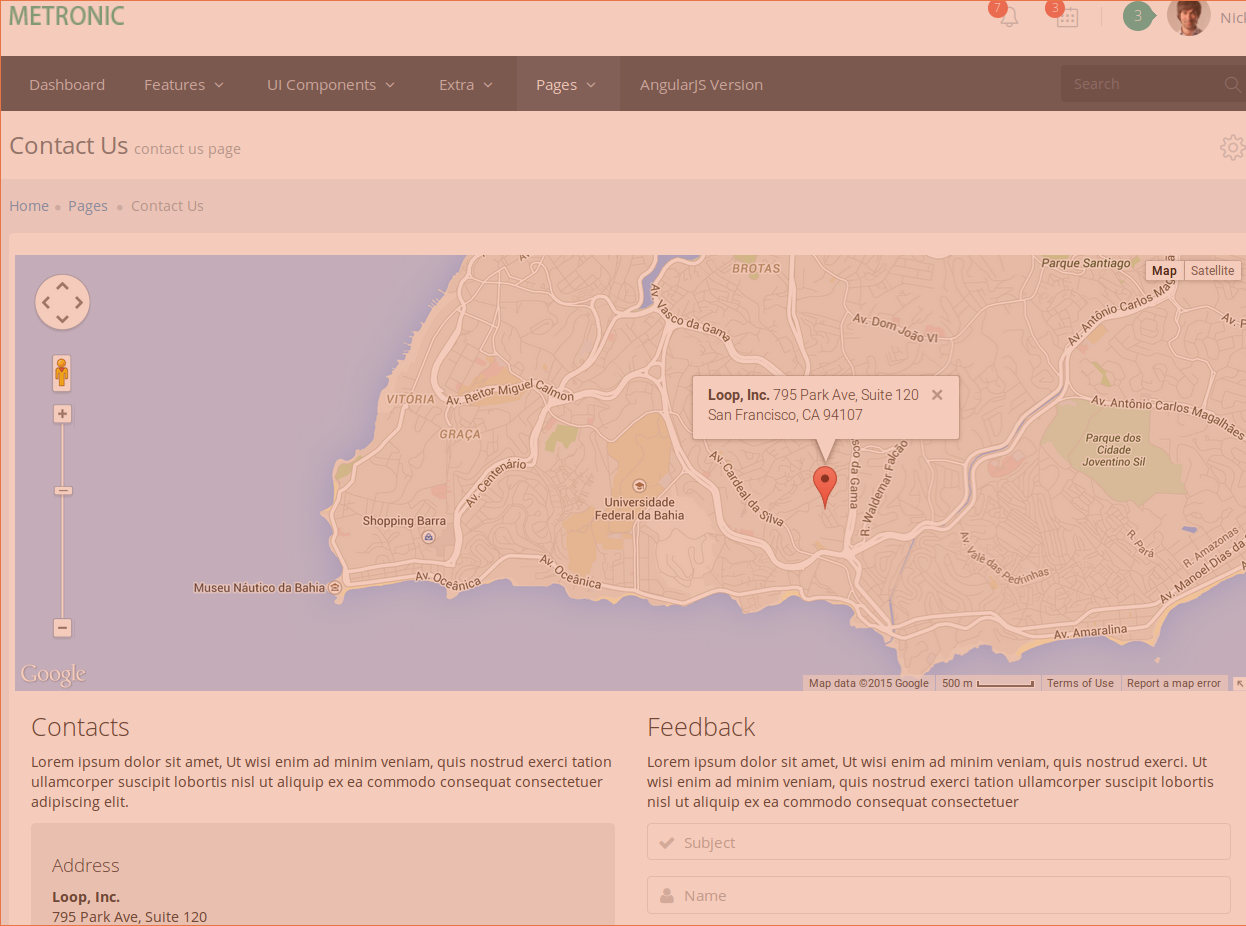 METRONIC
7
3
3
Dashboard
Features
UI Components
Extra
Pages
AngularJS Version
Search
Contact Us contact us page
Home
Pages
Contact Us
BROTAS
Parque Santiago
Map
Satellite
Av. Vasco da Gama
Av. Dom João VI
Av. Antônio Carlos Maga
Av. Reitor Miguel Calmon
VITÓRIA
Loop, Inc. 795 Park Ave, Suite 120
San Francisco, CA 94107
GRAÇA
Av. Antônio Carlos Magalhães
Parque dos
Cidade
Joventino Sil
Av. Centenário
Av. Cardeal da Silva
sco da Gama
R. Waldemar Falcão
Universidade
Federal da Bahia
Shopping Barra
Av. Vale das Pedrinhas
R. Pará
R. Amazonas
Av. Manoel Dias da
Museu Náutico da Bahia
Av. Oceânica
Av. Oceânica
Av. Amaralina
Google
Map data ©2015 Google
500 m
Terms of Use
Report a map error
Contacts
Lorem ipsum dolor sit amet, Ut wisi enim ad minim veniam, quis nostrud exerci tation
ullamcorper suscipit lobortis nisl ut aliquip ex ea commodo consequat consectetuer
adipiscing elit.
Address
Loop, Inc.
795 Park Ave, Suite 120
Feedback
Lorem ipsum dolor sit amet, Ut wisi enim ad minim veniam, quis nostrud exerci. Ut
wisi enim ad minim veniam, quis nostrud exerci tation ullamcorper suscipit lobortis
nisl ut aliquip ex ea commodo consequat consectetuer
Subject
Name